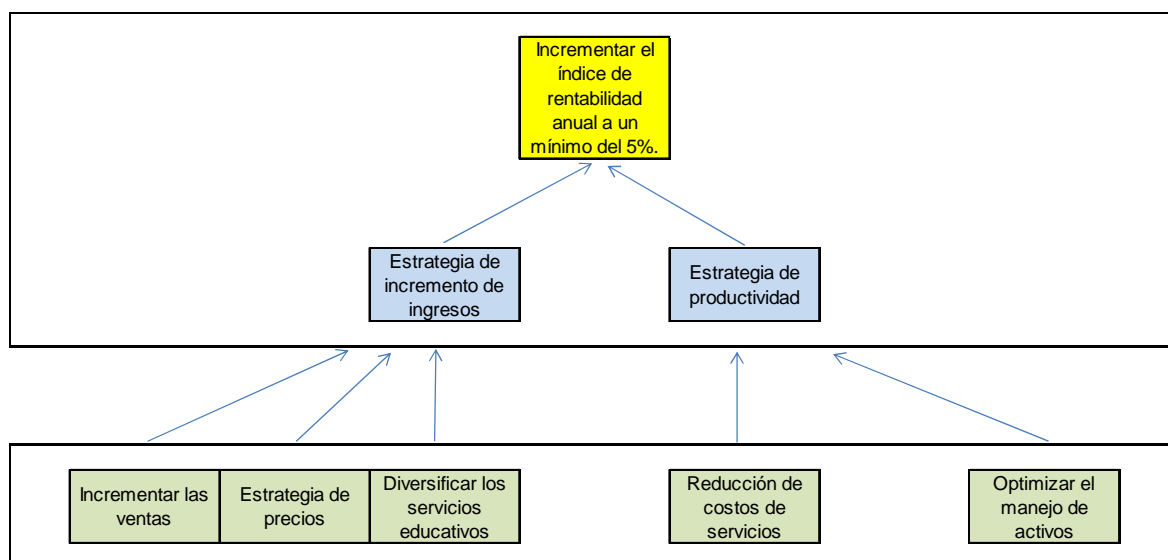 Incrementar el
índice de
rentabilidad
anual a un
mínimo del 5%.
Estrategia de
incremento de
ingresos
Estrategia de
productividad
Incrementar las
ventas
Estrategia de
precios
Diversificar los
servicios
educativos
Reducción de
costos de
servicios
Optimizar el
manejo de
activos